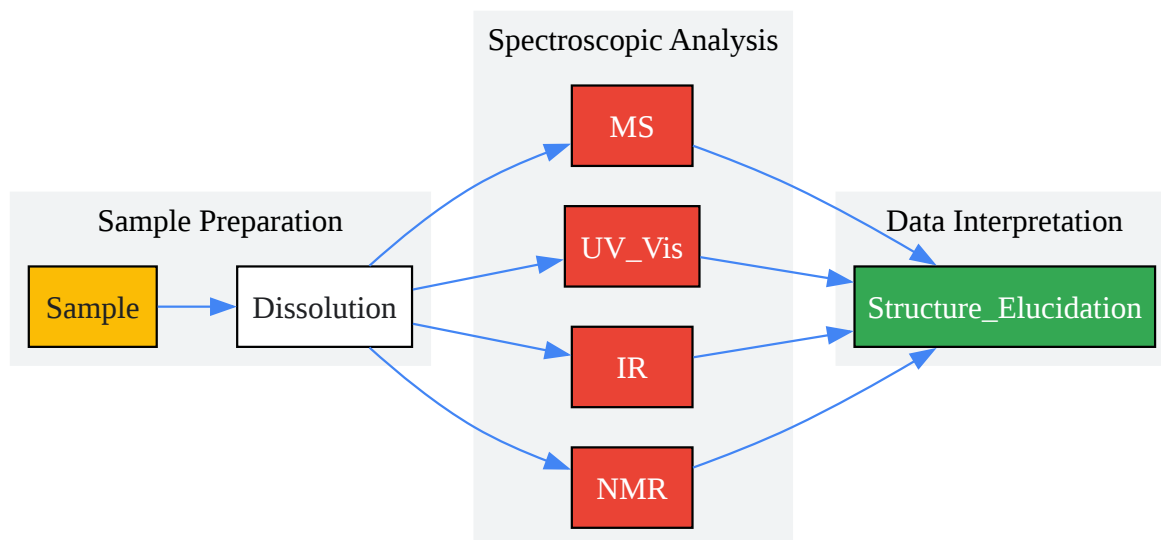 Spectroscopic Analysis
MS
Sample Preparation
Data Interpretation
UV_Vis
Sample
Dissolution
Structure_Elucidation
IR
NMR